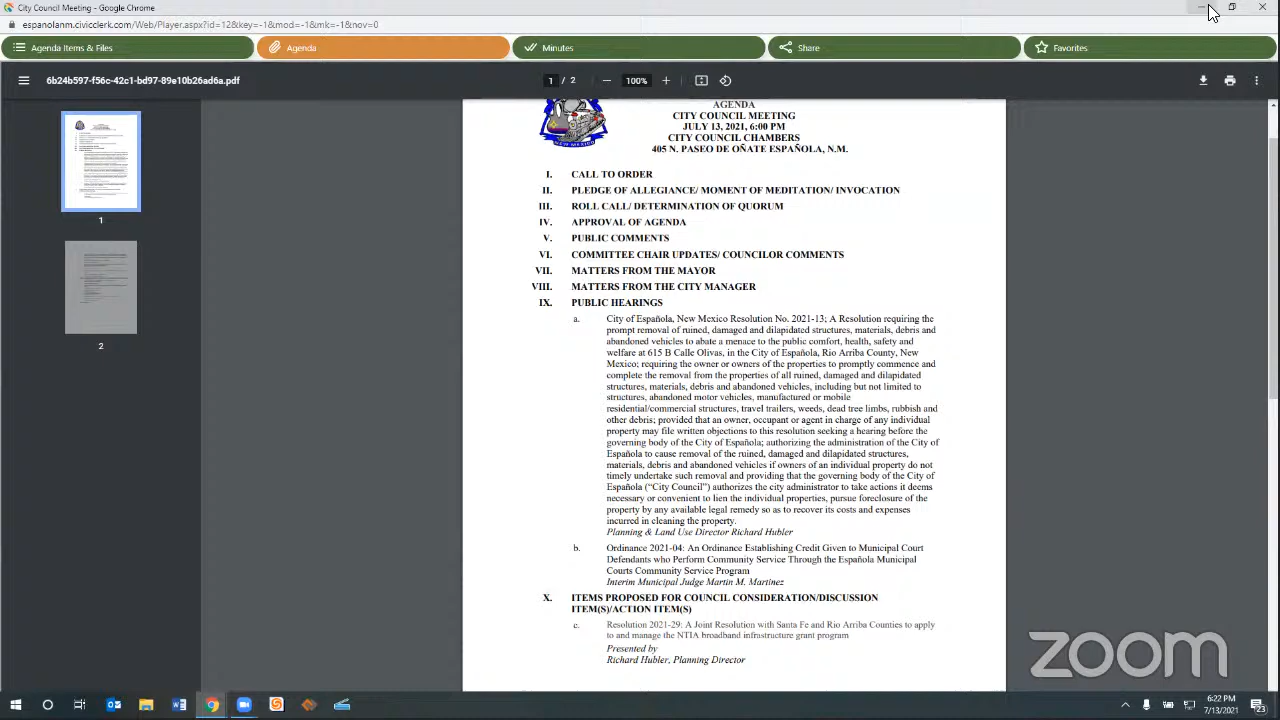 City Council Meeting - Google Chrome
espanolanm.civicclerk.com/Web/Player.aspx?id=12&key=-1&mod=-1&mk=-1&nov=0
Agenda Items & Files
Agenda
Minutes
Share
Favorites
6b24b597-f56c-42c1-bd97-89e10b26ad6a.pdf
1 / 2
100%
1
2
NEW MEXICO
AGENDA
CITY COUNCIL MEETING
JULY 13, 2021, 6:00 PM
CITY COUNCIL CHAMBERS
405 N. PASEO DE OÑATE ESPAÑOLA, N.M.
I. CALL TO ORDER
II. PLEDGE OF ALLEGIANCE/ MOMENT OF MEDITATION/ INVOCATION
III. ROLL CALL/ DETERMINATION OF QUORUM
IV. APPROVAL OF AGENDA
V. PUBLIC COMMENTS
VI. COMMITTEE CHAIR UPDATES/ COUNCILOR COMMENTS
VII. MATTERS FROM THE MAYOR
VIII. MATTERS FROM THE CITY MANAGER
IX. PUBLIC HEARINGS
a. City of Española, New Mexico Resolution No. 2021-13; A Resolution requiring the
prompt removal of ruined, damaged and dilapidated structures, materials, debris and
abandoned vehicles to abate a menace to the public comfort, health, safety and
welfare at 615 B Calle Olivas, in the City of Española, Rio Arriba County, New
Mexico; requiring the owner or owners of the properties to promptly commence and
complete the removal from the properties of all ruined, damaged and dilapidated
structures, materials, debris and abandoned vehicles, including but not limited to
structures, abandoned motor vehicles, manufactured or mobile
residential/commercial structures, travel trailers, weeds, dead tree limbs, rubbish and
other debris; provided that an owner, occupant or agent in charge of any individual
property may file written objections to this resolution seeking a hearing before the
governing body of the City of Española; authorizing the administration of the City of
Española to cause removal of the ruined, damaged and dilapidated structures,
materials, debris and abandoned vehicles if owners of an individual property do not
timely undertake such removal and providing that the governing body of the City of
Española (“City Council”) authorizes the city administrator to take actions it deems
necessary or convenient to lien the individual properties, pursue foreclosure of the
property by any available legal remedy so as to recover its costs and expenses
incurred in cleaning the property.
Planning & Land Use Director Richard Hubler
b. Ordinance 2021-04: An Ordinance Establishing Credit Given to Municipal Court
Defendants who Perform Community Service Through the Española Municipal
Courts Community Service Program
Interim Municipal Judge Martin M. Martinez
X. ITEMS PROPOSED FOR COUNCIL CONSIDERATION/DISCUSSION
ITEM(S)/ACTION ITEM(S)
c. Resolution 2021-29: A Joint Resolution with Santa Fe and Rio Arriba Counties to apply
to and manage the NTIA broadband infrastructure grant program
Presented by
Richard Hubler, Planning Director
zoom
6:22 PM
7/13/2021
23